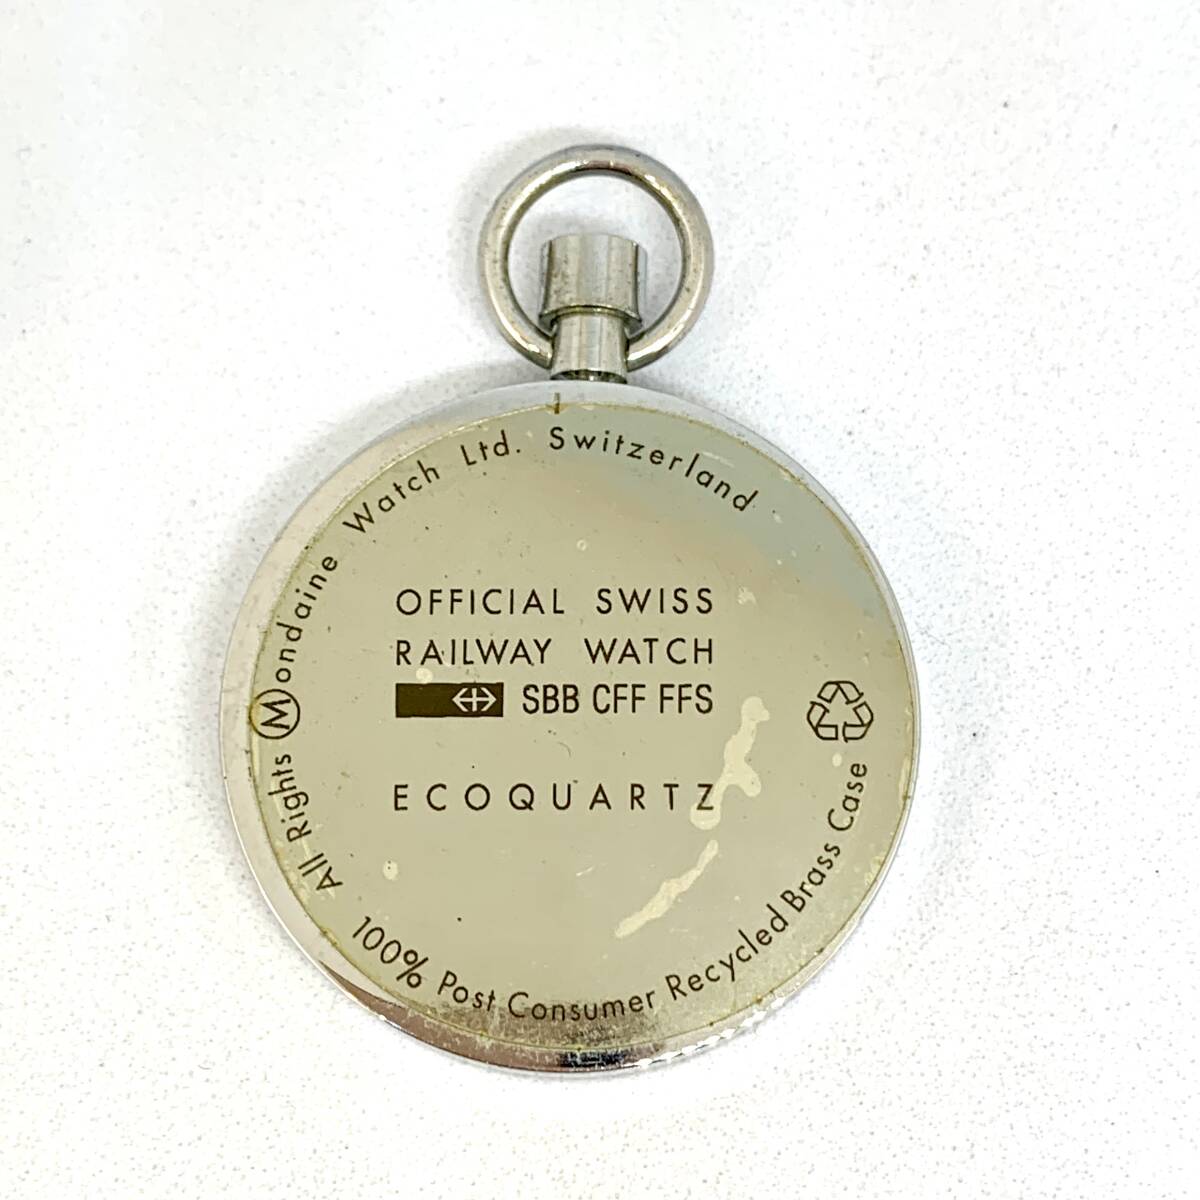 All Rights Mondaine Watch Ltd. Switzerland
OFFICIAL SWISS
RAILWAY WATCH
SBB CFF FFS
ECOQUARTZ
100% Post Consumer Recycled Brass Case